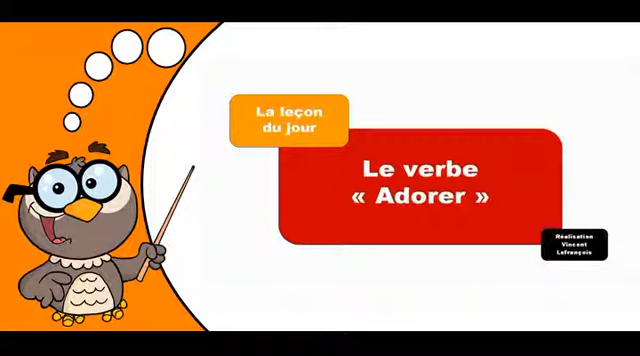 La leçon
du jour
Le verbe
« Adorer »
Réalisation
Vincent
Lefrançois